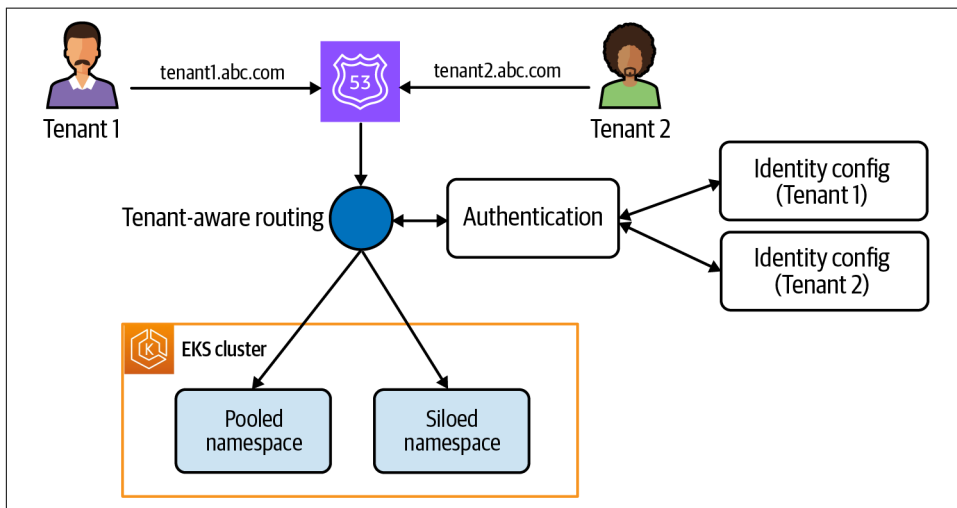 tenant1.abc.com
53
tenant2.abc.com
Tenant 1
Tenant 2
Tenant-aware routing
Authentication
Identity config
(Tenant 1)
Identity config
(Tenant 2)
K
EKS cluster
Pooled
namespace
Siloed
namespace